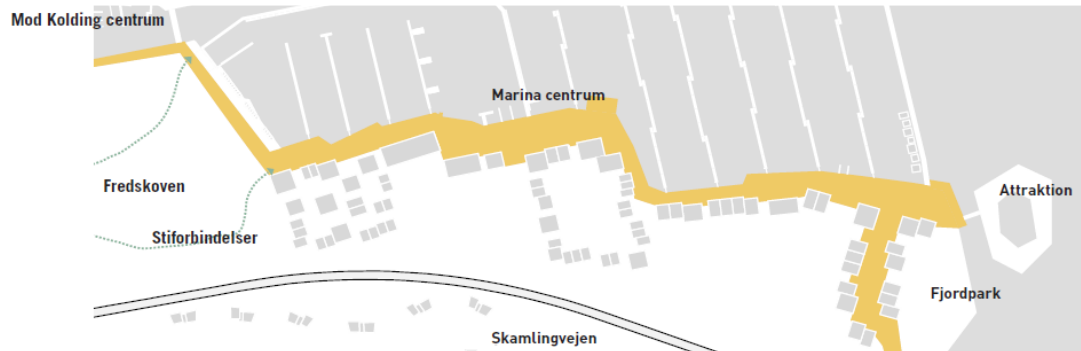 Mod Kolding centrum
Marina centrum
Fredskoven
Attraktion
Stiforbindelser
Fjordpark
Skamlingvejen